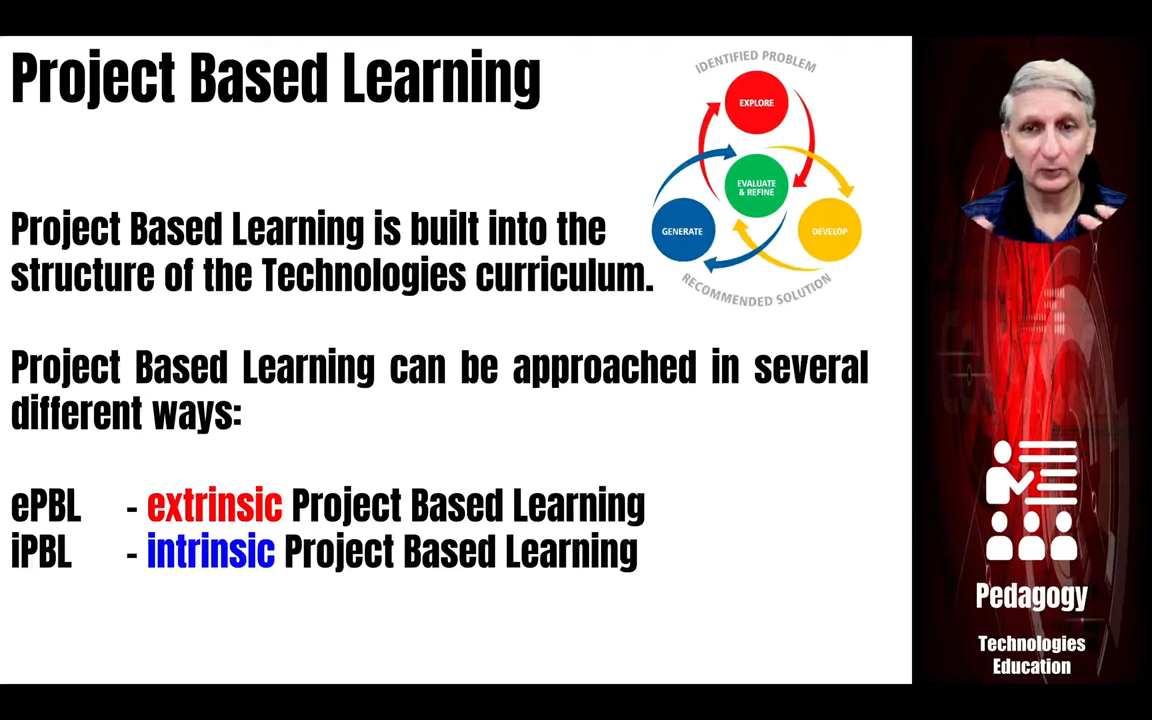 Project Based Learning
IDENTIFIED PROBLEM
EXPLORE
EVALUATE
& REFINE
GENERATE
DEVELOP
RECOMMENDED SOLUTION
Project Based Learning is built into the
structure of the Technologies curriculum.
Project Based Learning can be approached in several
different ways:
ePBL - extrinsic Project Based Learning
iPBL - intrinsic Project Based Learning
Pedagogy
Technologies
Education